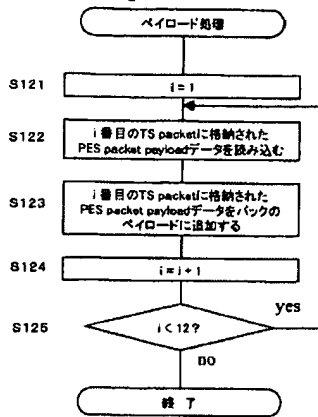 ペイロード処理
S121
i = 1
S122
i 番目のTS packetに格納された
PES packet payloadデータを読み込む
S123
i 番目のTS packetに格納された
PES packet payloadデータをパックの
ペイロードに追加する
S124
i = i + 1
S125
i < 12?
yes
no
終 了